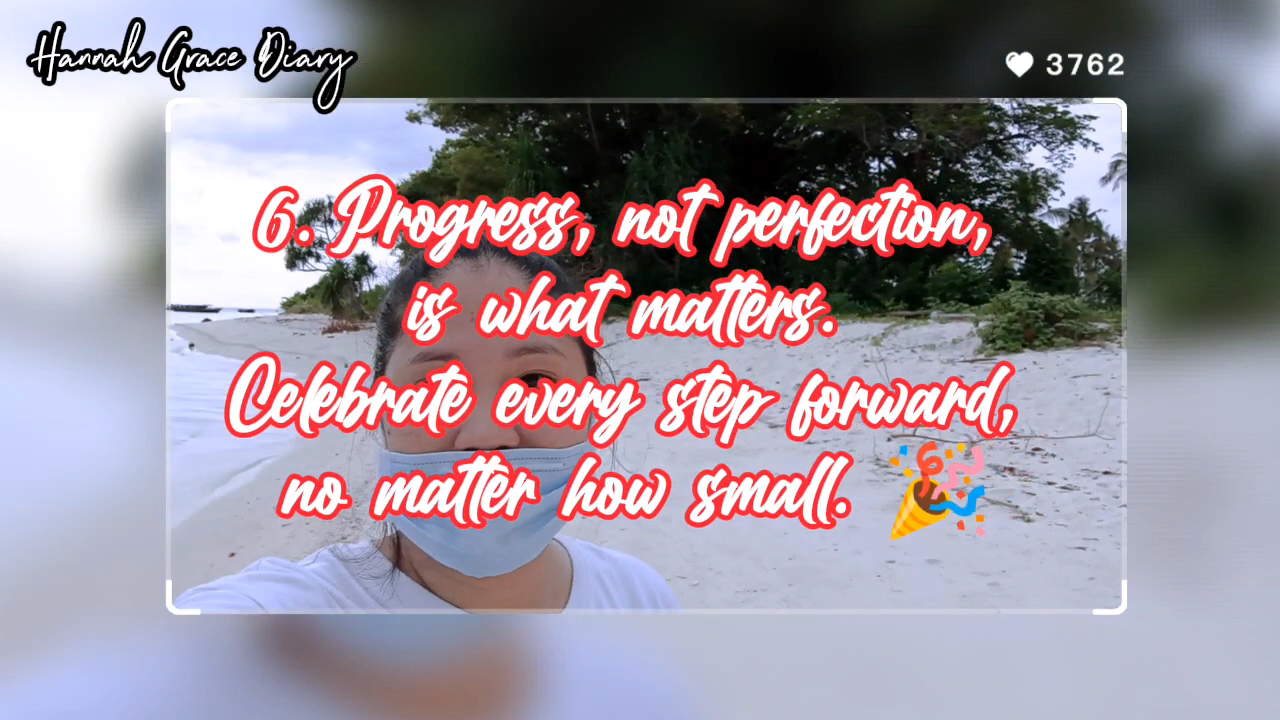 Hannah Grace Diary
3762
6. Progress, not perfection,
is what matters.
Celebrate every step forward,
no matter how small.